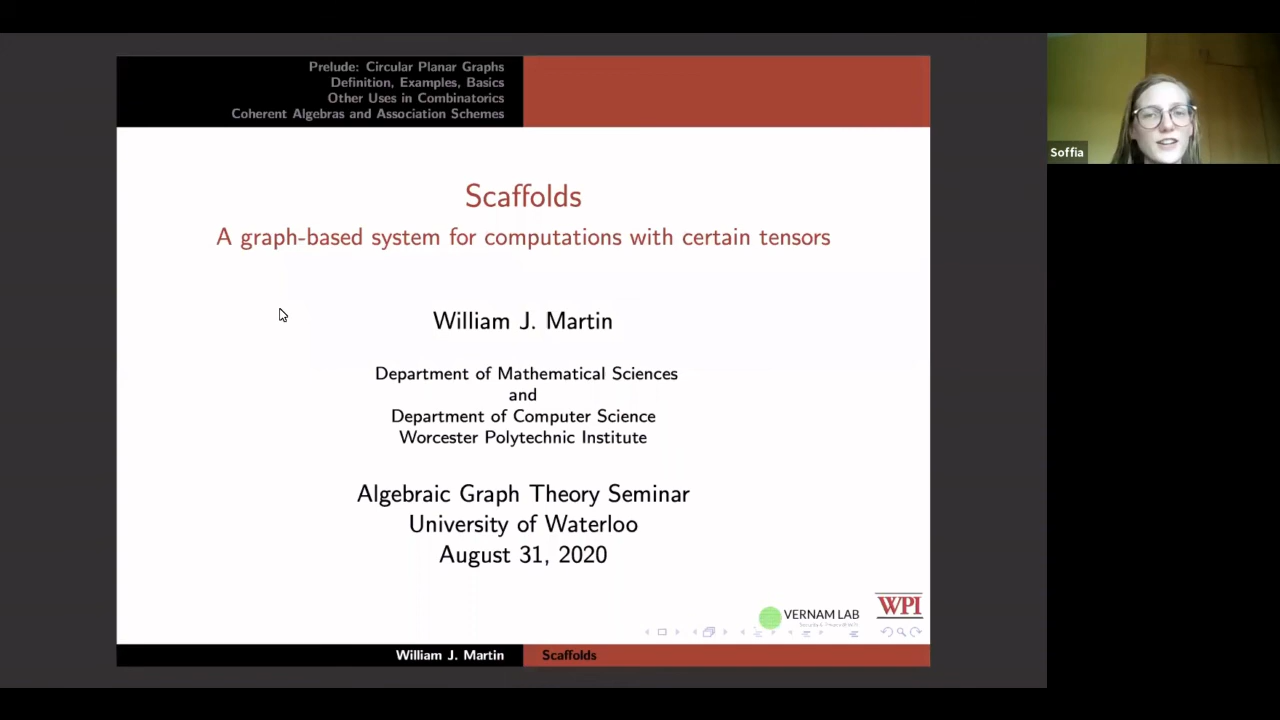 Prelude: Circular Planar Graphs
Definition, Examples, Basics
Other Uses in Combinatorics
Coherent Algebras and Association Schemes
Soffia
Scaffolds
A graph-based system for computations with certain tensors
William J. Martin
Department of Mathematical Sciences
and
Department of Computer Science
Worcester Polytechnic Institute
Algebraic Graph Theory Seminar
University of Waterloo
August 31, 2020
VERNAM LAB
WPI
William J. Martin
Scaffolds